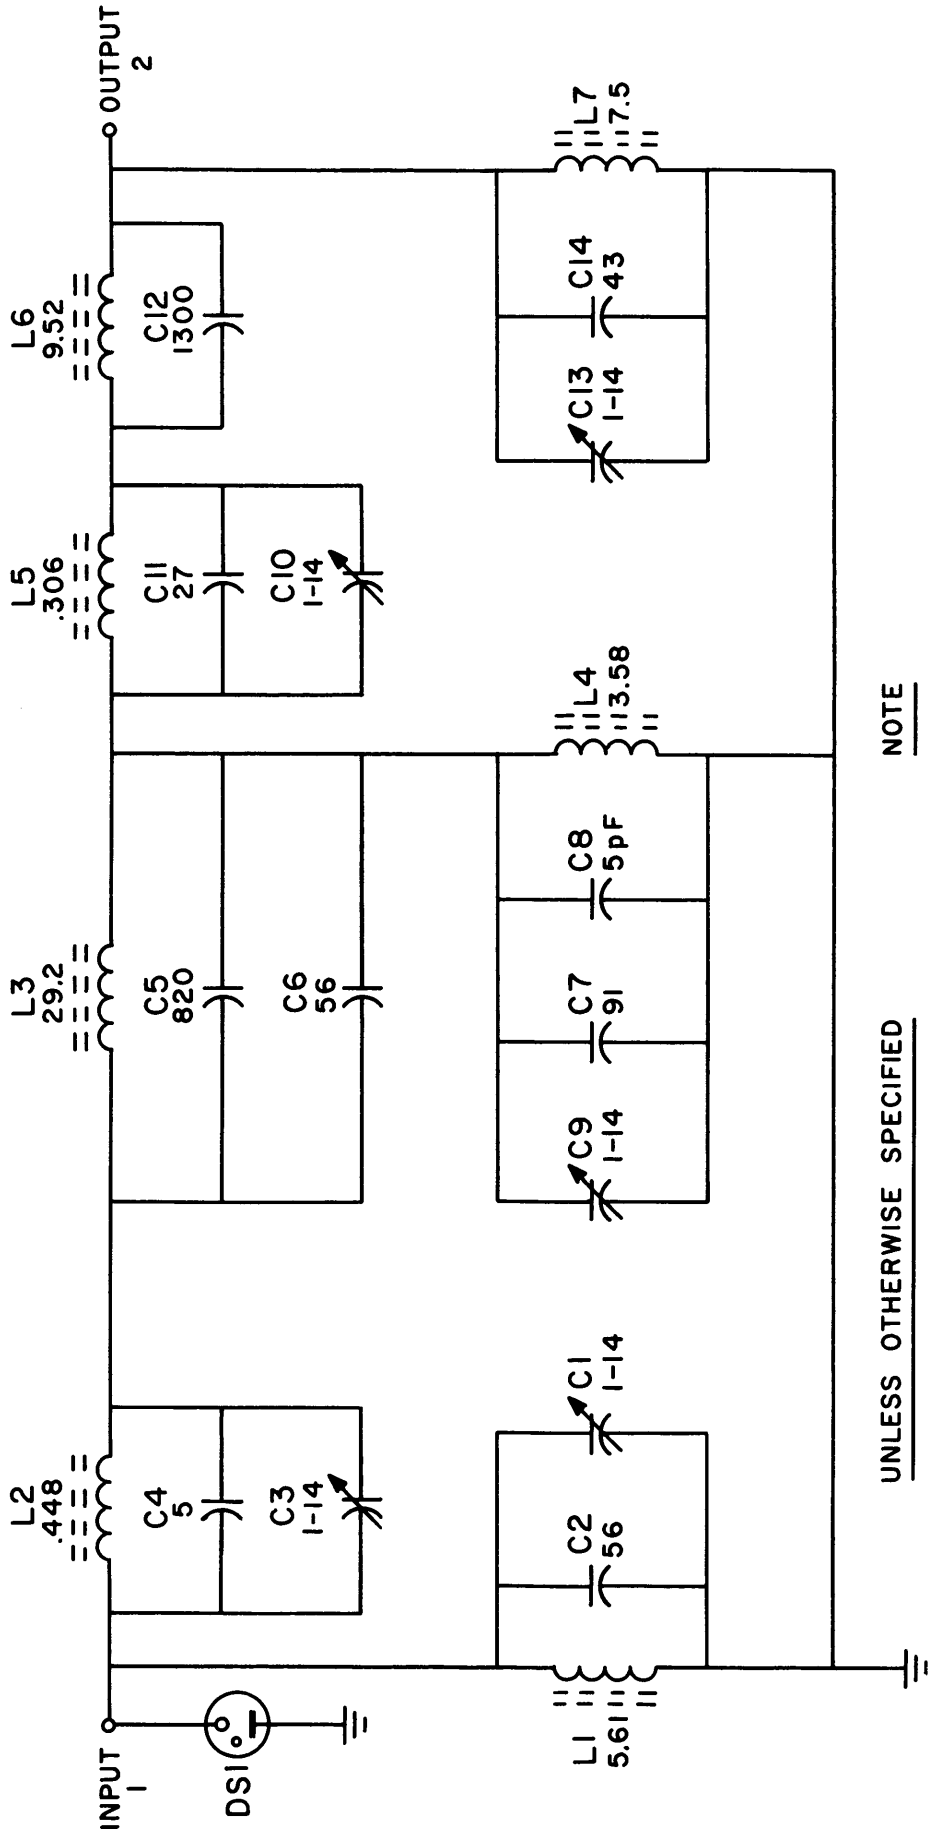 INPUT
1
DS1
L2
.448
C4
5
C3
1-14
L1
5.61
C2
56
C1
1-14
L3
29.2
C5
820
C6
56
C9
1-14
C7
91
C8
5pF
L4
3.58
L5
.306
C11
27
C10
1-14
L6
9.52
C12
1300
C13
1-14
C14
43
L7
7.5
OUTPUT
2
UNLESS OTHERWISE SPECIFIED
NOTE